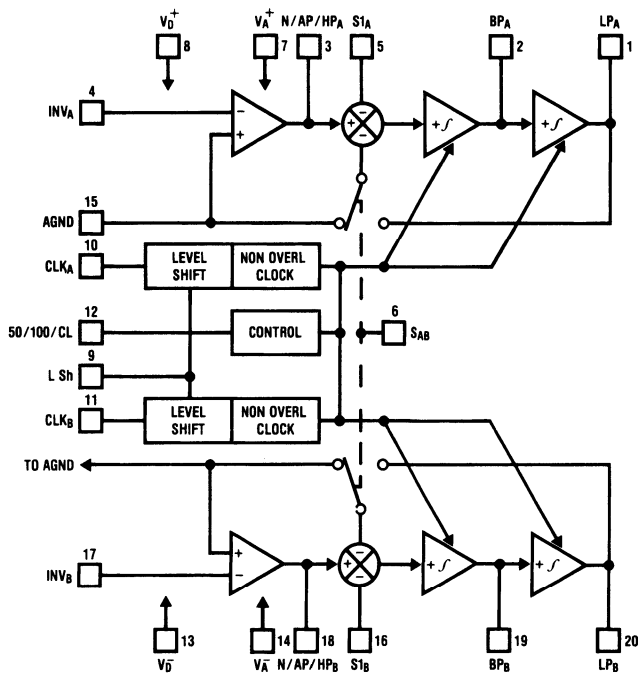 V_D^+ V_A^+ N/AP/HP_A S1_A BP_A LP_A
8 7 3 5 2 1
4
INV_A
−
+
+ − −
+∫ +∫
15
AGND
10
CLK_A LEVEL SHIFT NON OVERL CLOCK
12
50/100/CL CONTROL
6
S_AB
9
L Sh
11
CLK_B LEVEL SHIFT NON OVERL CLOCK
TO AGND
+
−
+ − −
+∫ +∫
17
INV_B
13 14 18 16 19 20
V_D^− V_A^− N/AP/HP_B S1_B BP_B LP_B